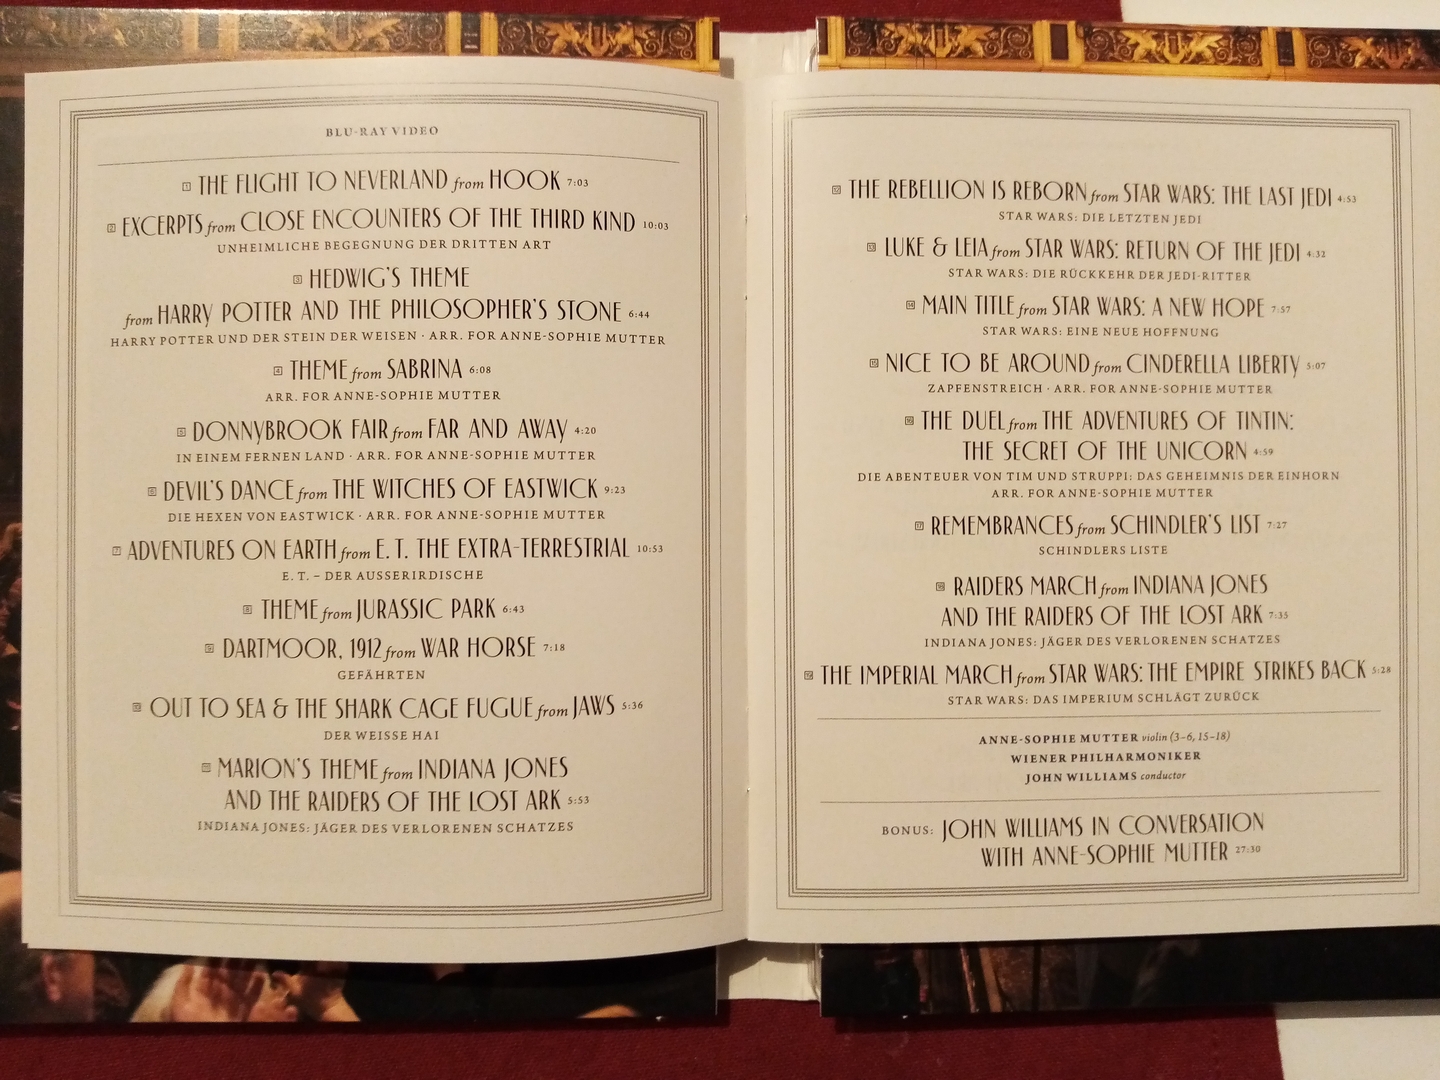 BLU-RAY VIDEO
1 THE FLIGHT TO NEVERLAND from HOOK 7:03
2 EXCERPTS from CLOSE ENCOUNTERS OF THE THIRD KIND 10:03
UNHEIMLICHE BEGEGNUNG DER DRITTEN ART
3 HEDWIG'S THEME
from HARRY POTTER AND THE PHILOSOPHER'S STONE 6:44
HARRY POTTER UND DER STEIN DER WEISEN · ARR. FOR ANNE-SOPHIE MUTTER
4 THEME from SABRINA 6:08
ARR. FOR ANNE-SOPHIE MUTTER
5 DONNYBROOK FAIR from FAR AND AWAY 4:20
IN EINEM FERNEN LAND · ARR. FOR ANNE-SOPHIE MUTTER
6 DEVIL'S DANCE from THE WITCHES OF EASTWICK 9:23
DIE HEXEN VON EASTWICK · ARR. FOR ANNE-SOPHIE MUTTER
7 ADVENTURES ON EARTH from E. T. THE EXTRA-TERRESTRIAL 10:53
E. T. – DER AUSSERIRDISCHE
8 THEME from JURASSIC PARK 6:43
9 DARTMOOR, 1912 from WAR HORSE 7:18
GEFÄHRTEN
10 OUT TO SEA & THE SHARK CAGE FUGUE from JAWS 5:36
DER WEISSE HAI
11 MARION'S THEME from INDIANA JONES
AND THE RAIDERS OF THE LOST ARK 5:53
INDIANA JONES: JÄGER DES VERLORENEN SCHATZES
12 THE REBELLION IS REBORN from STAR WARS: THE LAST JEDI 4:53
STAR WARS: DIE LETZTEN JEDI
13 LUKE & LEIA from STAR WARS: RETURN OF THE JEDI 4:32
STAR WARS: DIE RÜCKKEHR DER JEDI-RITTER
14 MAIN TITLE from STAR WARS: A NEW HOPE 7:57
STAR WARS: EINE NEUE HOFFNUNG
15 NICE TO BE AROUND from CINDERELLA LIBERTY 5:07
ZAPFENSTREICH · ARR. FOR ANNE-SOPHIE MUTTER
16 THE DUEL from THE ADVENTURES OF TINTIN:
THE SECRET OF THE UNICORN 4:59
DIE ABENTEUER VON TIM UND STRUPPI: DAS GEHEIMNIS DER EINHORN
ARR. FOR ANNE-SOPHIE MUTTER
17 REMEMBRANCES from SCHINDLER'S LIST 7:27
SCHINDLERS LISTE
18 RAIDERS MARCH from INDIANA JONES
AND THE RAIDERS OF THE LOST ARK 7:35
INDIANA JONES: JÄGER DES VERLORENEN SCHATZES
19 THE IMPERIAL MARCH from STAR WARS: THE EMPIRE STRIKES BACK 5:28
STAR WARS: DAS IMPERIUM SCHLÄGT ZURÜCK
ANNE-SOPHIE MUTTER violin (3–6, 15–18)
WIENER PHILHARMONIKER
JOHN WILLIAMS conductor
BONUS: JOHN WILLIAMS IN CONVERSATION
WITH ANNE-SOPHIE MUTTER 27:30